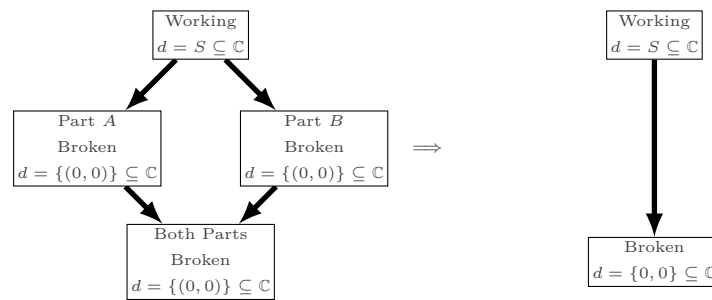 Working
d = S ⊆ ℂ
Part A
Broken
d = {(0, 0)} ⊆ ℂ
Part B
Broken
d = {(0, 0)} ⊆ ℂ
⟹
Both Parts
Broken
d = {(0, 0)} ⊆ ℂ
Working
d = S ⊆ ℂ
Broken
d = {0, 0} ⊆ ℂ